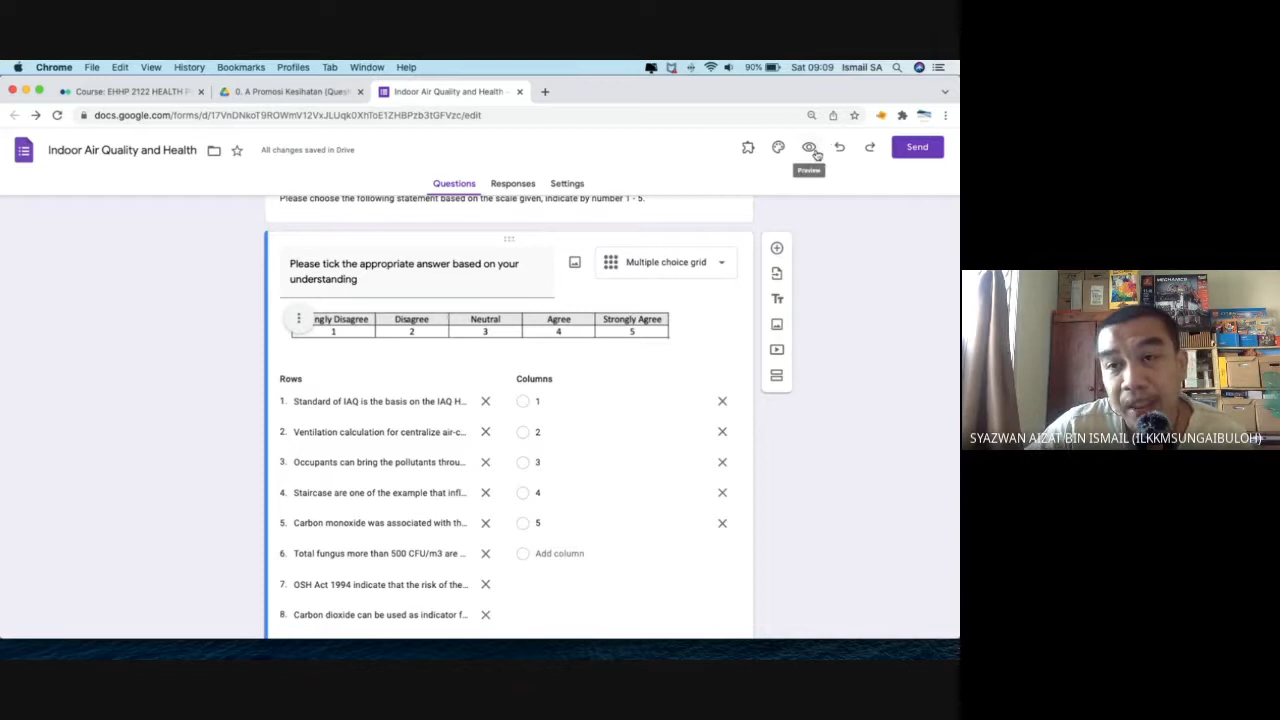 Chrome File Edit View History Bookmarks Profiles Tab Window Help 90% Sat 09:09 Ismail SA
Course: EHHP 2122 HEALTH P
0. A Promosi Kesihatan (Quest
Indoor Air Quality and Health -
docs.google.com/forms/d/17VnDNkoT9ROWmV12VxJLUqk0XhToE1ZHBPzb3tGFVzc/edit
Indoor Air Quality and Health
All changes saved in Drive
Send
Preview
Questions Responses Settings
Please choose the following statement based on the scale given, indicate by number 1 - 5.
Please tick the appropriate answer based on your
understanding
Multiple choice grid
ngly Disagree Disagree Neutral Agree Strongly Agree
1 2 3 4 5
Rows Columns
1. Standard of IAQ is the basis on the IAQ H... 1
2. Ventilation calculation for centralize air-c... 2
3. Occupants can bring the pollutants throu... 3
4. Staircase are one of the example that infl... 4
5. Carbon monoxide was associated with th... 5
6. Total fungus more than 500 CFU/m3 are ... Add column
7. OSH Act 1994 indicate that the risk of the...
8. Carbon dioxide can be used as indicator f...
SYAZWAN AIZAT BIN ISMAIL (ILKKMSUNGAIBULOH)